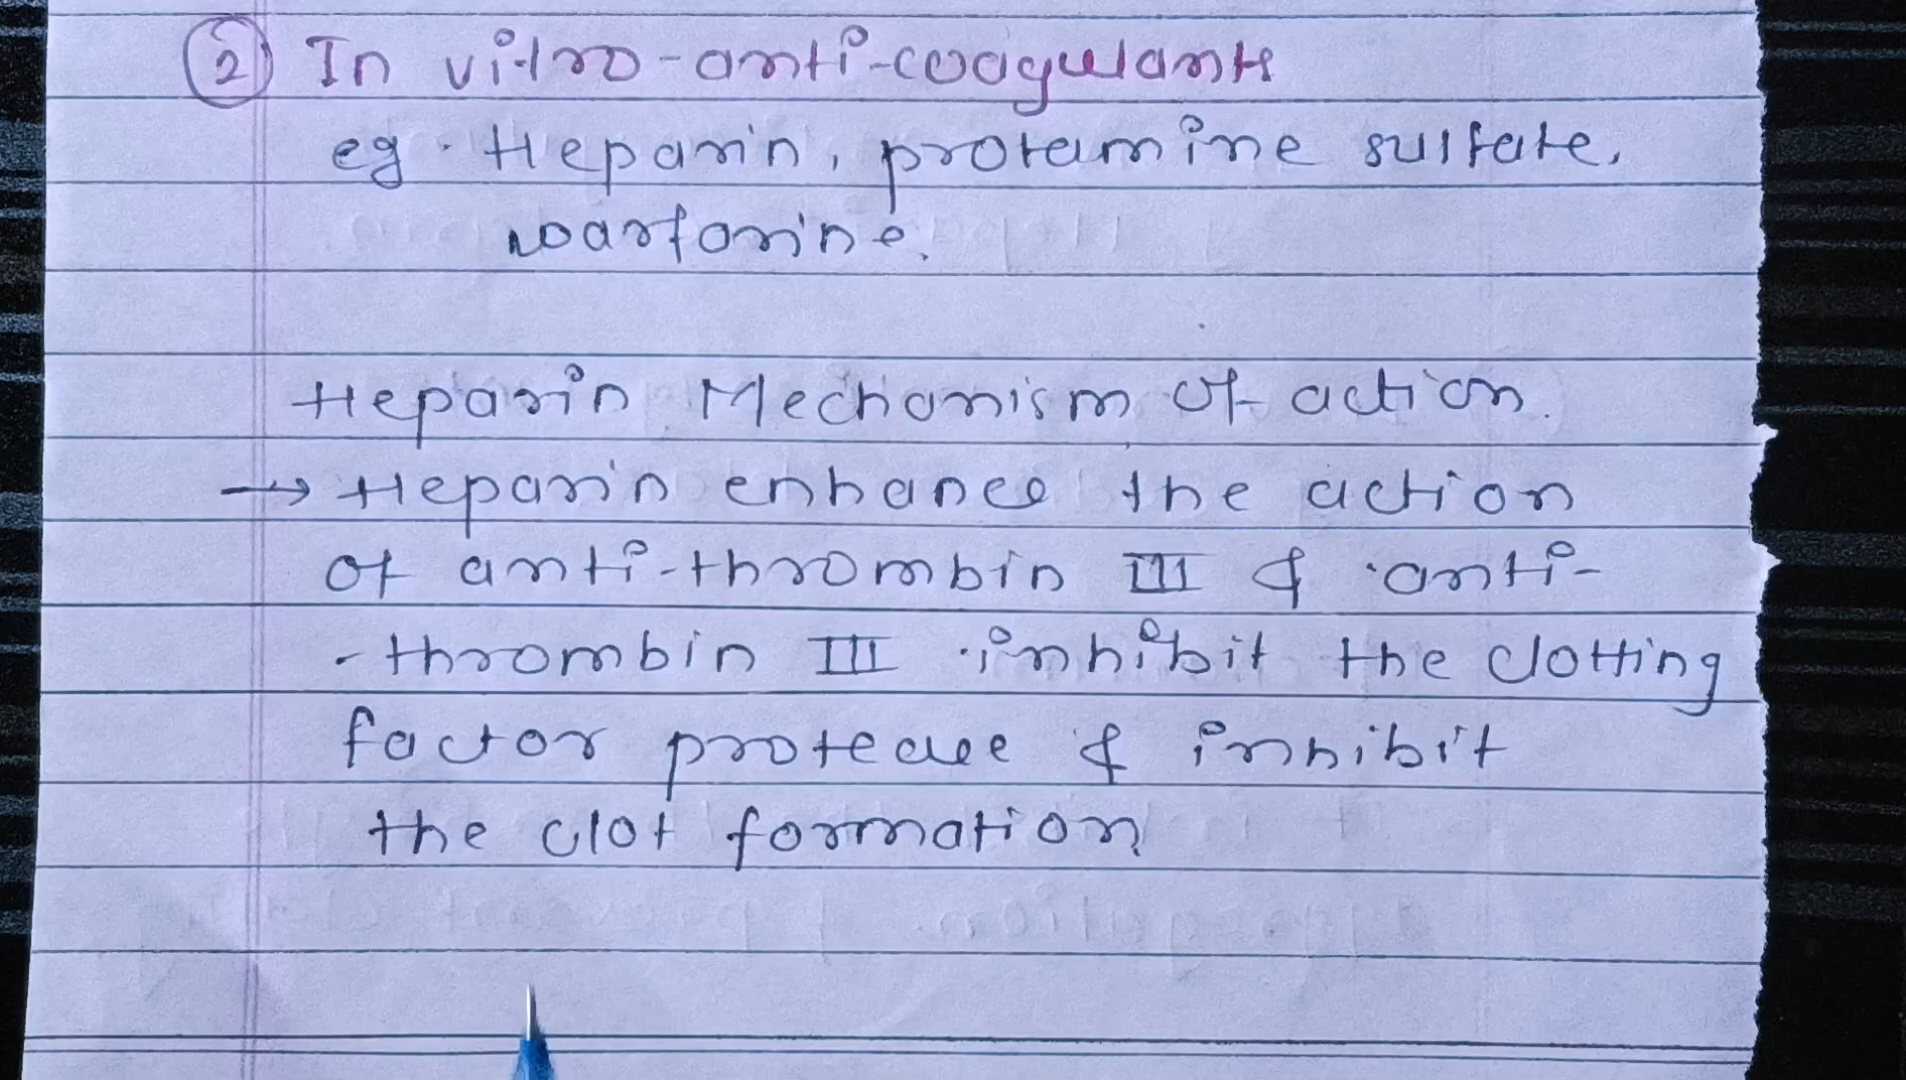 2 In vitro-anti-coagulants
eg. Heparin, protamine sulfate,
warfarine.
Heparin Mechanism of action.
→ Heparin enhance the action
of anti-thrombin III & anti-
-thrombin III inhibit the clotting
factor protease & inhibit
the clot formation